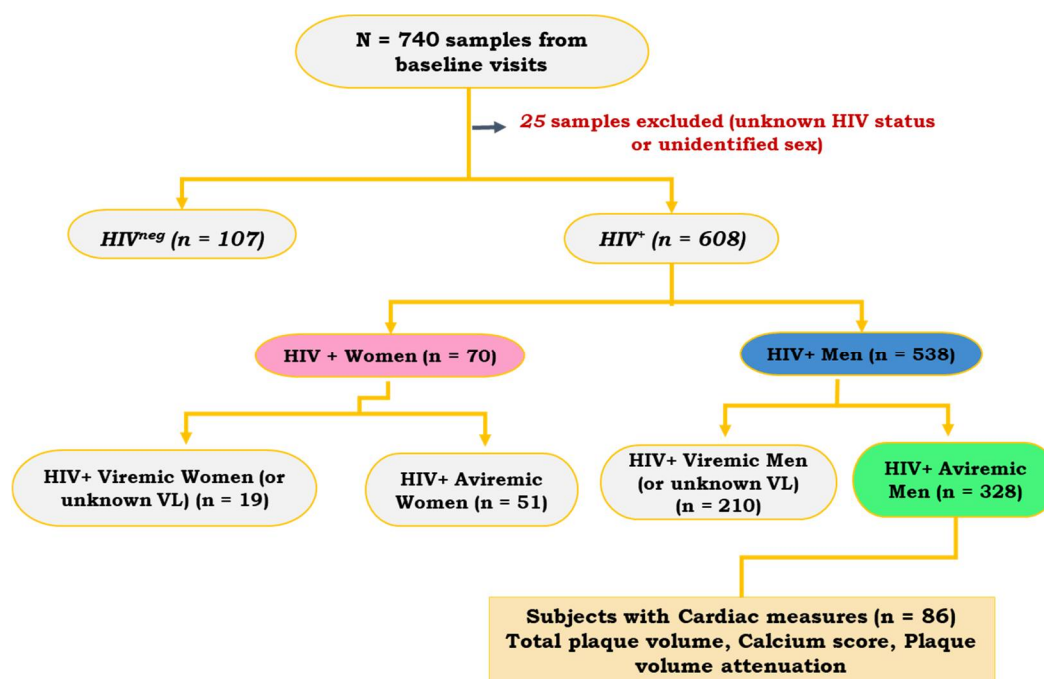 N = 740 samples from
baseline visits
25 samples excluded (unknown HIV status
or unidentified sex)
HIVneg (n = 107)
HIV+ (n = 608)
HIV + Women (n = 70)
HIV+ Men (n = 538)
HIV+ Viremic Women (or
unknown VL) (n = 19)
HIV+ Aviremic
Women (n = 51)
HIV+ Viremic Men
(or unknown VL)
(n = 210)
HIV+ Aviremic
Men (n = 328)
Subjects with Cardiac measures (n = 86)
Total plaque volume, Calcium score, Plaque
volume attenuation